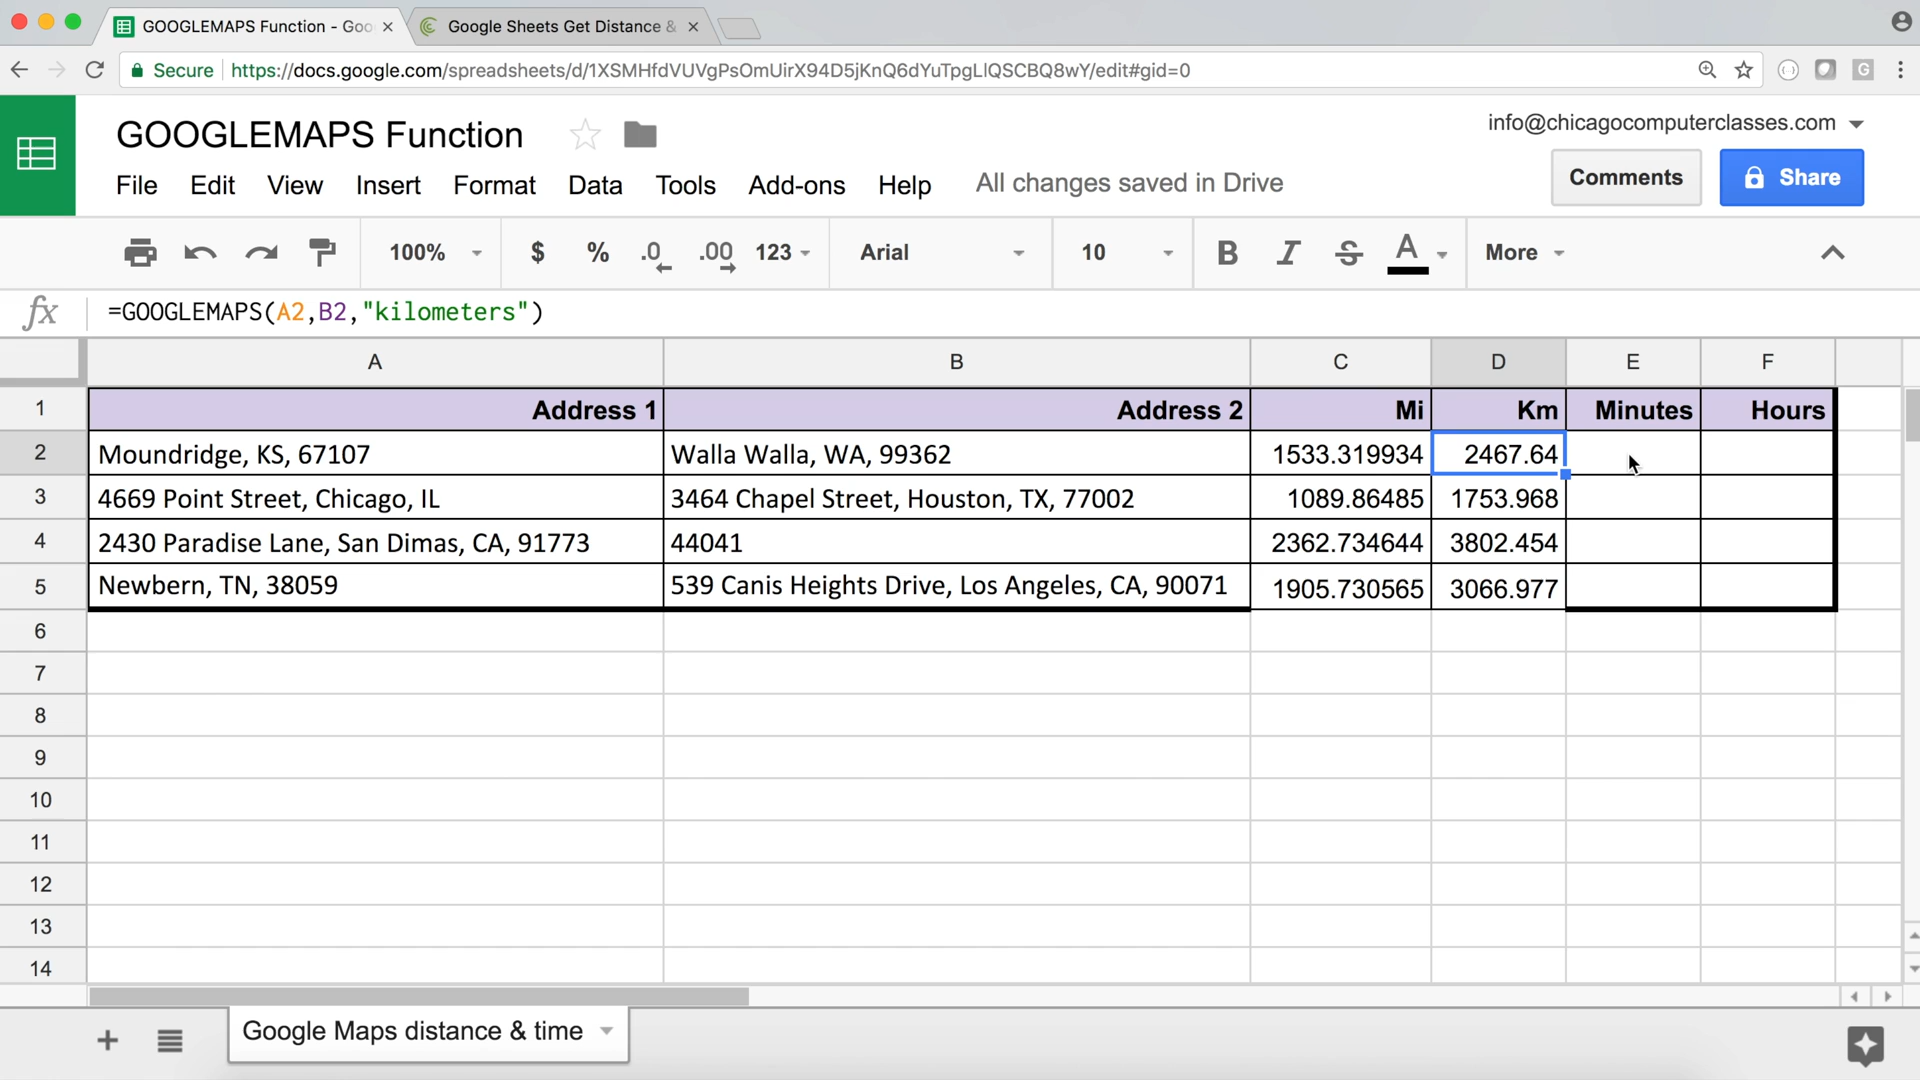 GOOGLEMAPS Function - Goo
Google Sheets Get Distance &
Secure https://docs.google.com/spreadsheets/d/1XSMHfdVUVgPsOmUirX94D5jKnQ6dYuTpgLlQSCBQ8wY/edit#gid=0
G
GOOGLEMAPS Function
info@chicagocomputerclasses.com
File Edit View Insert Format Data Tools Add-ons Help All changes saved in Drive
Comments Share
100% $ % .0 .00 123 Arial 10 B I S A More
fx =GOOGLEMAPS(A2,B2,"kilometers")
A B C D E F
1 Address 1 Address 2 Mi Km Minutes Hours
2 Moundridge, KS, 67107 Walla Walla, WA, 99362 1533.319934 2467.64
3 4669 Point Street, Chicago, IL 3464 Chapel Street, Houston, TX, 77002 1089.86485 1753.968
4 2430 Paradise Lane, San Dimas, CA, 91773 44041 2362.734644 3802.454
5 Newbern, TN, 38059 539 Canis Heights Drive, Los Angeles, CA, 90071 1905.730565 3066.977
6
7
8
9
10
11
12
13
14
Google Maps distance & time